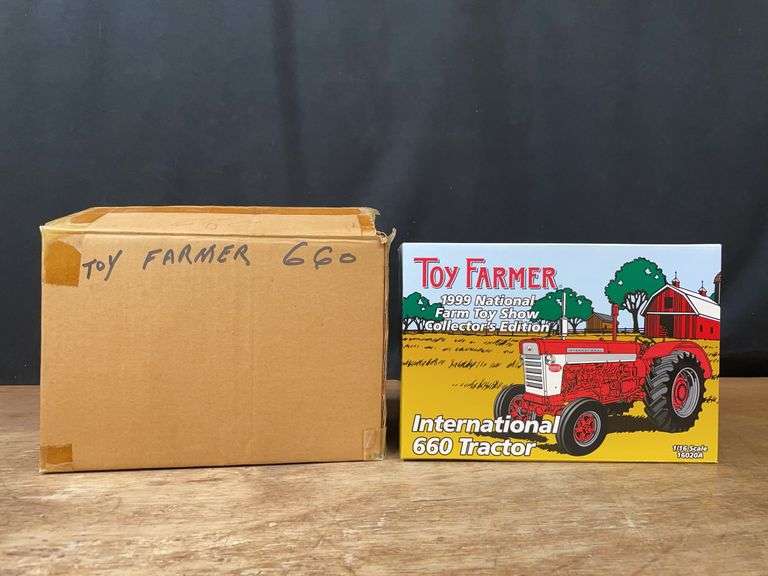 TOY FARMER 660
TOY FARMER
1999 National
Farm Toy Show
Collector's Edition
INTERNATIONAL
International
660 Tractor
1/16 Scale
16020A